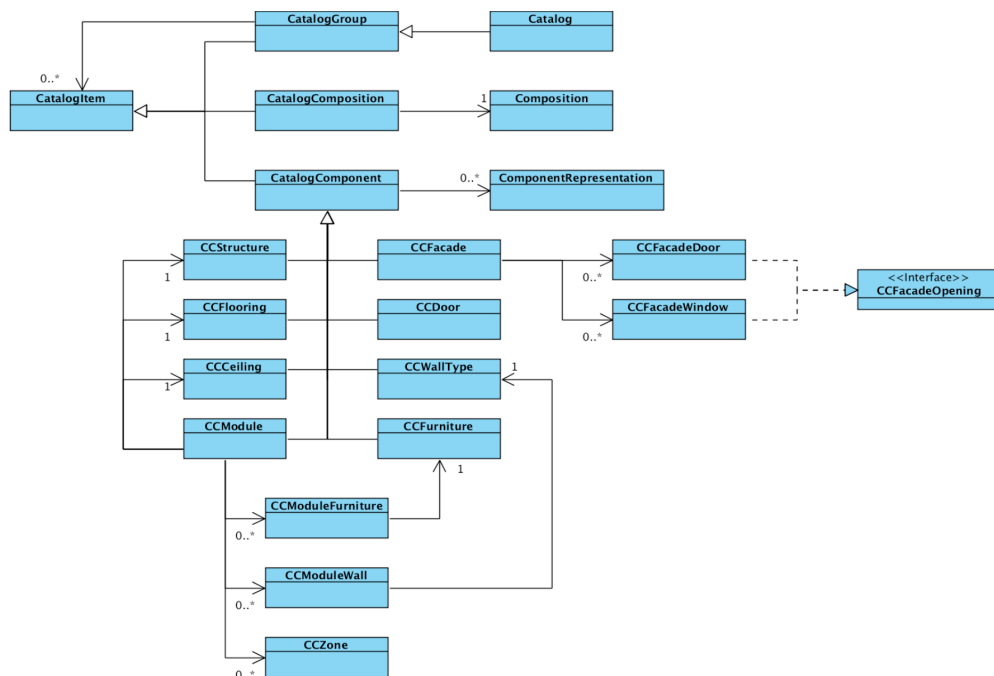 CatalogGroup
Catalog
0..*
CatalogItem
CatalogComposition
1
Composition
CatalogComponent
0..*
ComponentRepresentation
CCStructure
CCFacade
CCFacadeDoor
1
0..*
<<Interface>>
CCFacadeOpening
CCFlooring
CCDoor
CCFacadeWindow
1
0..*
CCCeiling
CCWallType
1
1
CCModule
CCFurniture
1
CCModuleFurniture
0..*
CCModuleWall
0..*
CCZone
0..*